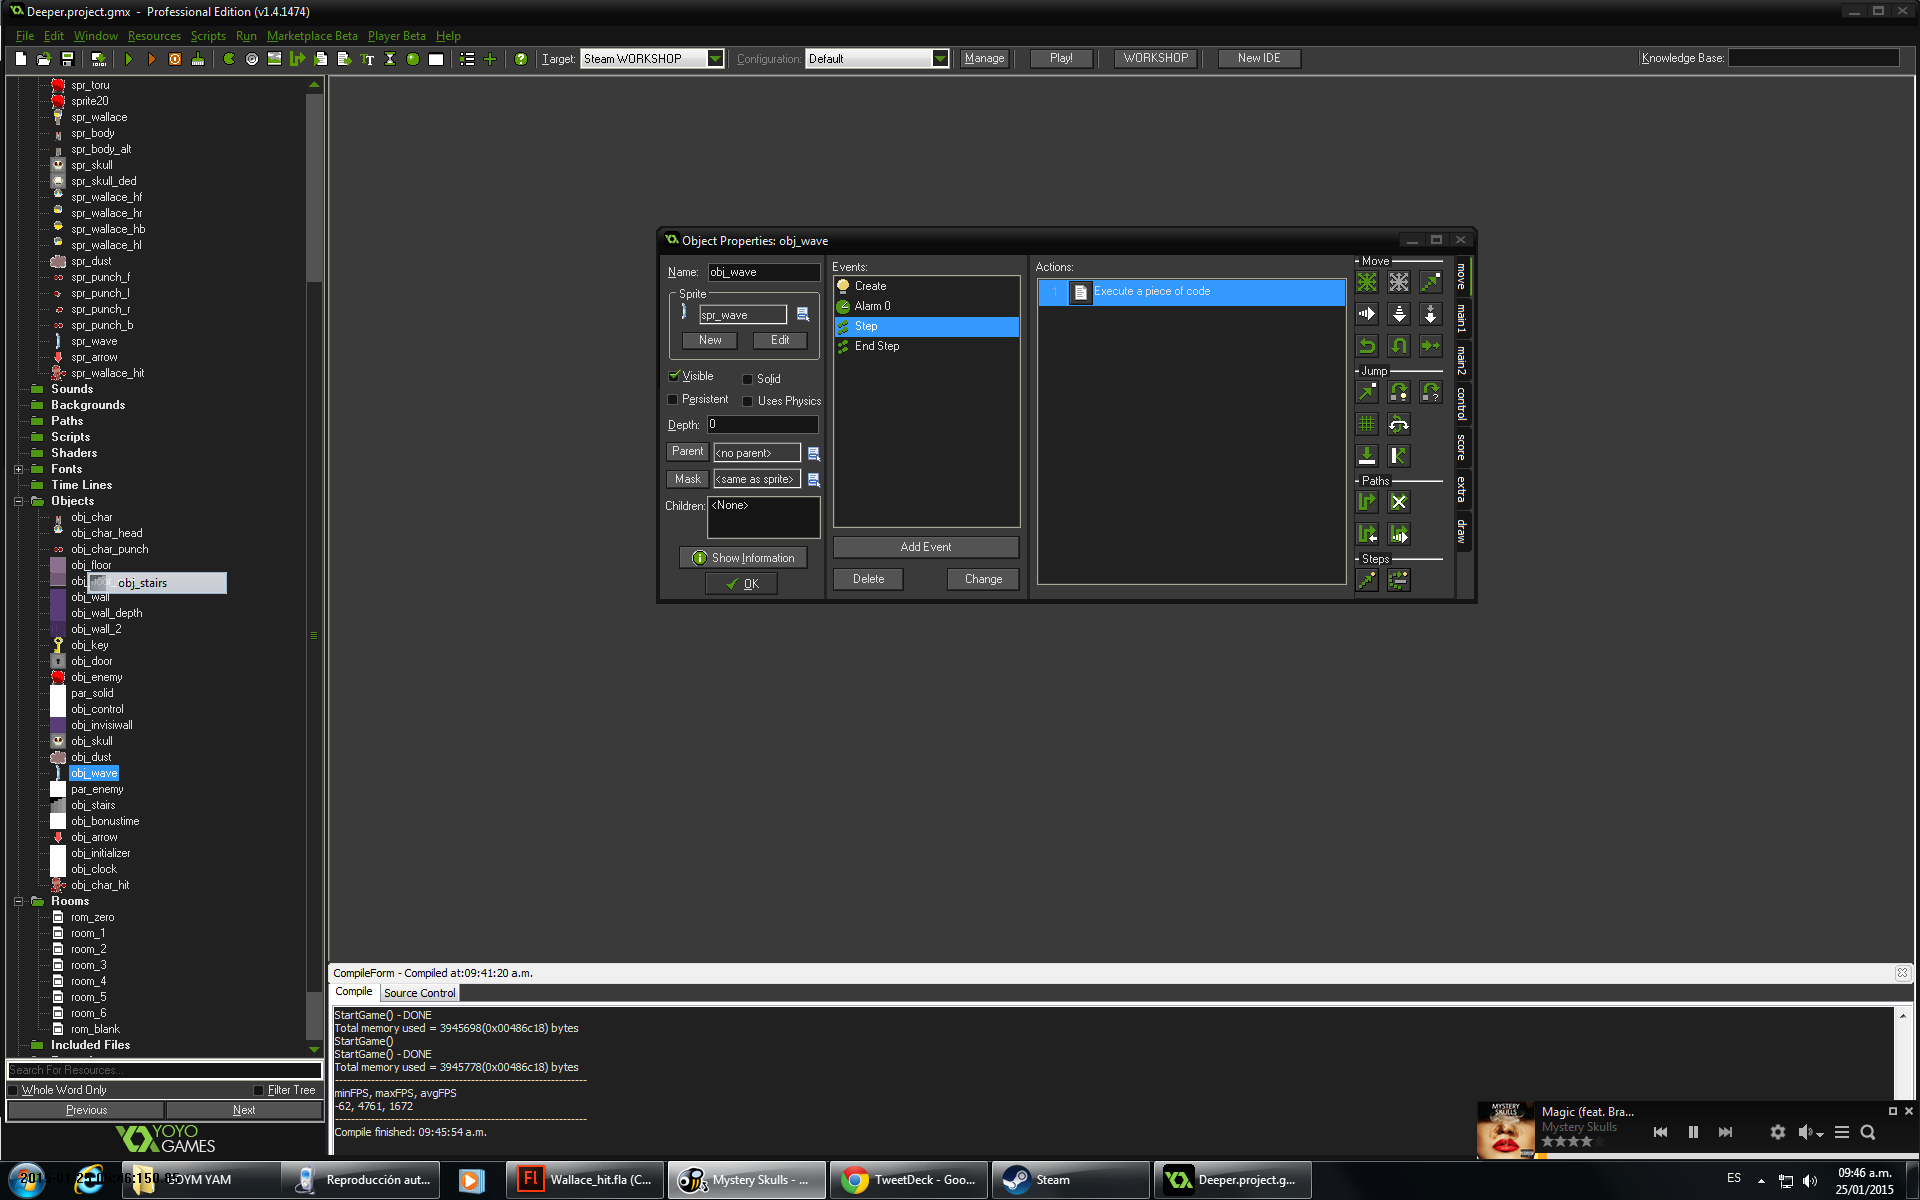 Deeper.project.gmx - Professional Edition (v1.4.1474)
File Edit Window Resources Scripts Run Marketplace Beta Player Beta Help
Target: Steam WORKSHOP Configuration: Default Manage Play! WORKSHOP New IDE Knowledge Base:
spr_toru
sprite20
spr_wallace
spr_body
spr_body_alt
spr_skull
spr_skull_ded
spr_wallace_hf
spr_wallace_hr
spr_wallace_hb
spr_wallace_hl
spr_dust
spr_punch_f
spr_punch_l
spr_punch_r
spr_punch_b
spr_wave
spr_arrow
spr_wallace_hit
Sounds
Backgrounds
Paths
Scripts
Shaders
Fonts
Time Lines
Objects
obj_char
obj_char_head
obj_char_punch
obj_floor
obj_stairs
obj_wall
obj_wall_depth
obj_wall_2
obj_key
obj_door
obj_enemy
par_solid
obj_control
obj_invisiwall
obj_skull
obj_dust
obj_wave
par_enemy
obj_stairs
obj_bonustime
obj_arrow
obj_initializer
obj_clock
obj_char_hit
Rooms
rom_zero
room_1
room_2
room_3
room_4
room_5
room_6
rom_blank
Included Files
Search For Resources...
Whole Word Only Filter Tree
Previous Next
YOYO
GAMES
Object Properties: obj_wave
Name: obj_wave
Sprite
spr_wave
New Edit
Visible Solid
Persistent Uses Physics
Depth: 0
Parent <no parent>
Mask <same as sprite>
Children: <None>
Show Information
OK
Events:
Create
Alarm 0
Step
End Step
Add Event
Delete Change
Actions:
1 Execute a piece of code
Move
Jump
Paths
Steps
move
main1
main2
control
score
extra
draw
CompileForm - Compiled at:09:41:20 a.m.
Compile Source Control
StartGame() - DONE
Total memory used = 3945698(0x00486c18) bytes
StartGame()
StartGame() - DONE
Total memory used = 3945778(0x00486c18) bytes
minFPS, maxFPS, avgFPS
-62, 4761, 1672
Compile finished: 09:45:54 a.m.
MYSTERY
SKULLS
Magic (feat. Bra...
Mystery Skulls
YAM
Reproducción aut...
Fl Wallace_hit.fla (C...
Mystery Skulls - ...
TweetDeck - Goo...
Steam
Deeper.project.g...
ES
09:46 a.m.
25/01/2015